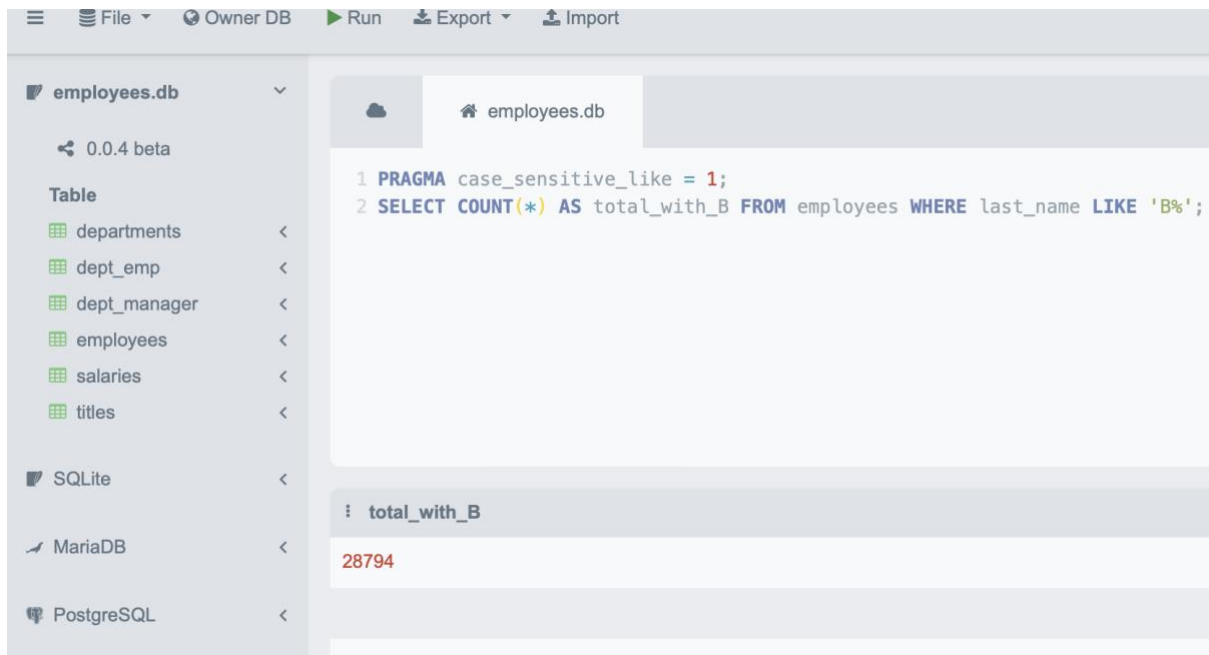 File
Owner DB
Run
Export
Import
employees.db
0.0.4 beta
Table
departments
dept_emp
dept_manager
employees
salaries
titles
SQLite
MariaDB
PostgreSQL
employees.db
1 PRAGMA case_sensitive_like = 1;
2 SELECT COUNT(*) AS total_with_B FROM employees WHERE last_name LIKE 'B%';
total_with_B
28794